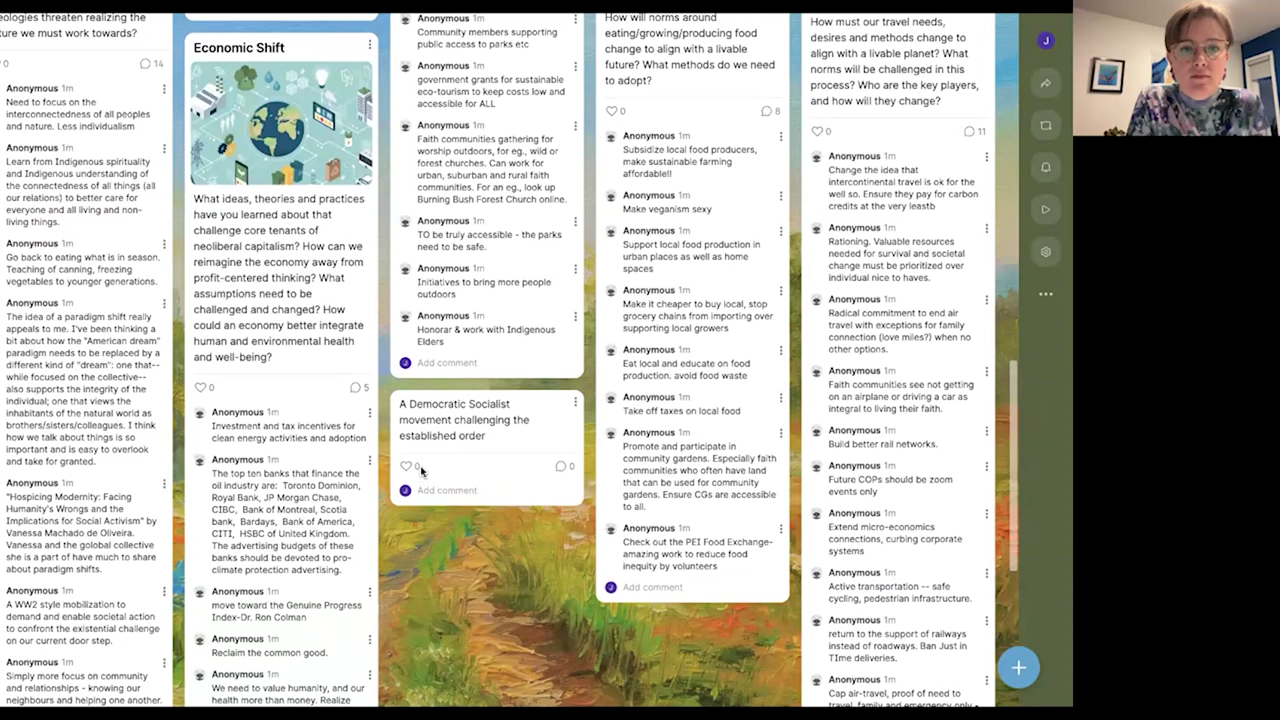 eologies threaten realizing the
ure we must work towards?
0
14
Anonymous 1m
Need to focus on the
interconnectedness of all peoples
and nature. Less individualism
Anonymous 1m
Learn from Indigenous spirituality
and Indigenous understanding of
the connectedness of all things (all
our relations) to better care for
everyone and all living and non-
living things.
Anonymous 1m
Go back to eating what is in season.
Teaching of canning, freezing
vegetables to younger generations.
Anonymous 1m
The idea of a paradigm shift really
appeals to me. I've been thinking a
bit about how the "American dream"
paradigm needs to be replaced by a
different kind of "dream": one that--
while focused on the collective--
also supports the integrity of the
individual; one that views the
inhabitants of the natural world as
brothers/sisters/colleagues. I think
how we talk about things is so
important and is easy to overlook
and take for granted.
Anonymous 1m
"Hospicing Modernity: Facing
Humanity's Wrongs and the
Implications for Social Activism" by
Vanessa Machado de Oliveira.
Vanessa and the golobal collective
she is a part of have much to share
about paradigm shifts.
Anonymous 1m
A WW2 style mobilization to
demand and enable societal action
to confront the existential challenge
on our current door step.
Anonymous 1m
Simply more focus on community
and relationships - knowing our
neighbours and helping one another.
Economic Shift
What ideas, theories and practices
have you learned about that
challenge core tenants of
neoliberal capitalism? How can we
reimagine the economy away from
profit-centered thinking? What
assumptions need to be
challenged and changed? How
could an economy better integrate
human and environmental health
and well-being?
0
5
Anonymous 1m
Investment and tax incentives for
clean energy activities and adoption
Anonymous 1m
The top ten banks that finance the
oil industry are: Toronto Dominion,
Royal Bank, JP Morgan Chase,
CIBC, Bank of Montreal, Scotia
bank, Bardays, Bank of America,
CITI, HSBC of United Kingdom.
The advertising budgets of these
banks should be devoted to pro-
climate protection advertising.
Anonymous 1m
move toward the Genuine Progress
Index-Dr. Ron Colman
Anonymous 1m
Reclaim the common good.
Anonymous 1m
We need to value humanity, and our
health more than money. Realize
Anonymous 1m
Community members supporting
public access to parks etc
Anonymous 1m
government grants for sustainable
eco-tourism to keep costs low and
accessible for ALL
Anonymous 1m
Faith communities gathering for
worship outdoors, for eg., wild or
forest churches. Can work for
urban, suburban and rural faith
communities. For an eg., look up
Burning Bush Forest Church online.
Anonymous 1m
TO be truly accessible - the parks
need to be safe.
Anonymous 1m
Initiatives to bring more people
outdoors
Anonymous 1m
Honorar & work with Indigenous
Elders
J Add comment
A Democratic Socialist
movement challenging the
established order
0
0
J Add comment
How will norms around
eating/growing/producing food
change to align with a livable
future? What methods do we need
to adopt?
0
8
Anonymous 1m
Subsidize local food producers,
make sustainable farming
affordable!!
Anonymous 1m
Make veganism sexy
Anonymous 1m
Support local food production in
urban places as well as home
spaces
Anonymous 1m
Make it cheaper to buy local, stop
grocery chains from importing over
supporting local growers
Anonymous 1m
Eat local and educate on food
production. avoid food waste
Anonymous 1m
Take off taxes on local food
Anonymous 1m
Promote and participate in
community gardens. Especially faith
communities who often have land
that can be used for community
gardens. Ensure CGs are accessible
to all.
Anonymous 1m
Check out the PEI Food Exchange-
amazing work to reduce food
inequity by volunteers
J Add comment
How must our travel needs,
desires and methods change to
align with a livable planet? What
norms will be challenged in this
process? Who are the key players,
and how will they change?
0
11
Anonymous 1m
Change the idea that
intercontinental travel is ok for the
well so. Ensure they pay for carbon
credits at the very leastb
Anonymous 1m
Rationing. Valuable resources
needed for survival and societal
change must be prioritized over
individual nice to haves.
Anonymous 1m
Radical commitment to end air
travel with exceptions for family
connection (love miles?) when no
other options.
Anonymous 1m
Faith communities see not getting
on an airplane or driving a car as
integral to living their faith.
Anonymous 1m
Build better rail networks.
Anonymous 1m
Future COPs should be zoom
events only
Anonymous 1m
Extend micro-economics
connections, curbing corporate
systems
Anonymous 1m
Active transportation -- safe
cycling, pedestrian infrastructure.
Anonymous 1m
return to the support of railways
instead of roadways. Ban Just in
TIme deliveries.
Anonymous 1m
Cap air-travel, proof of need to
travel, family and emergency only
J